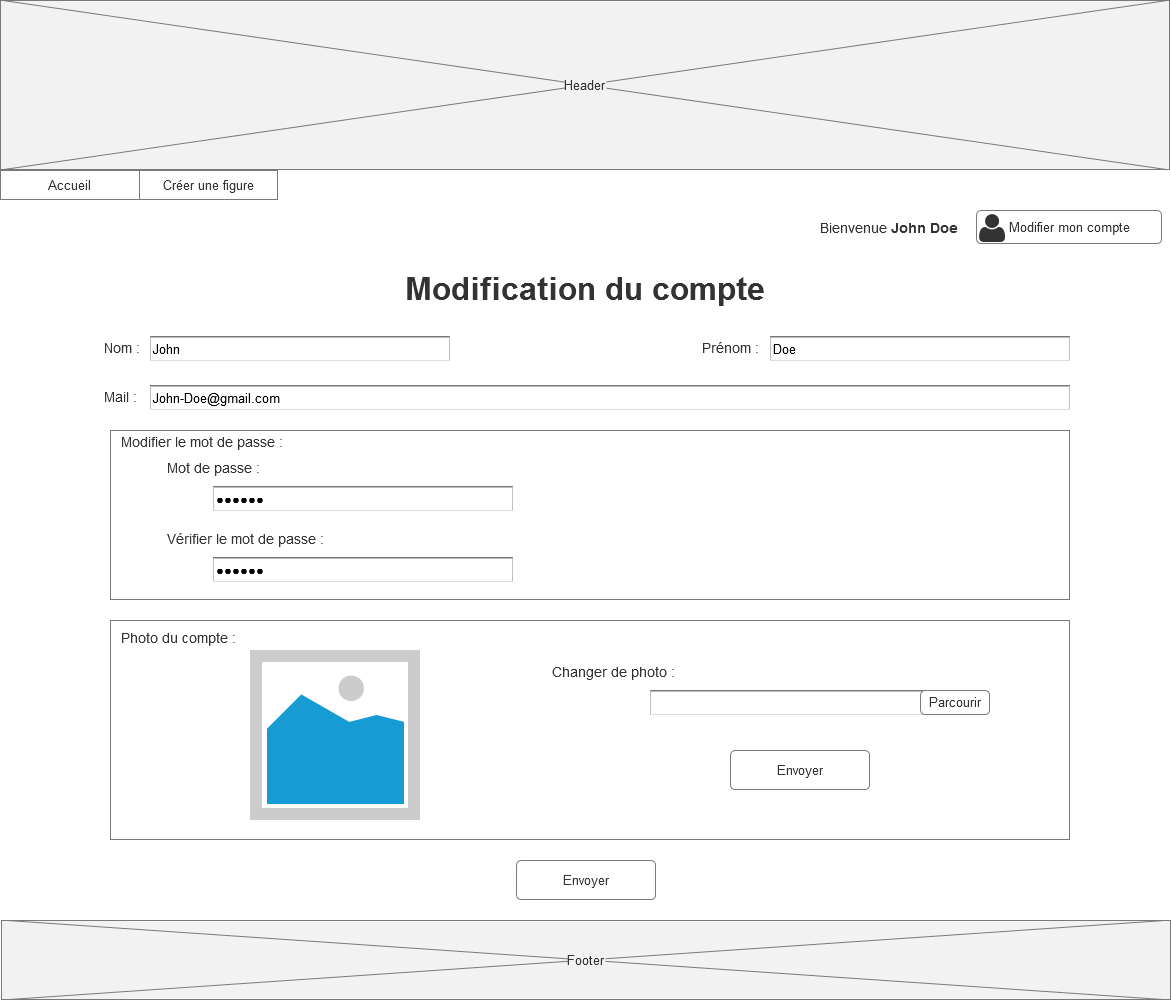 Header
Accueil
Créer une figure
Bienvenue John Doe
Modifier mon compte
Modification du compte
Nom : John
Prénom : Doe
Mail : John-Doe@gmail.com
Modifier le mot de passe :
Mot de passe :
••••••
Vérifier le mot de passe :
••••••
Photo du compte :
Changer de photo :
Parcourir
Envoyer
Envoyer
Footer